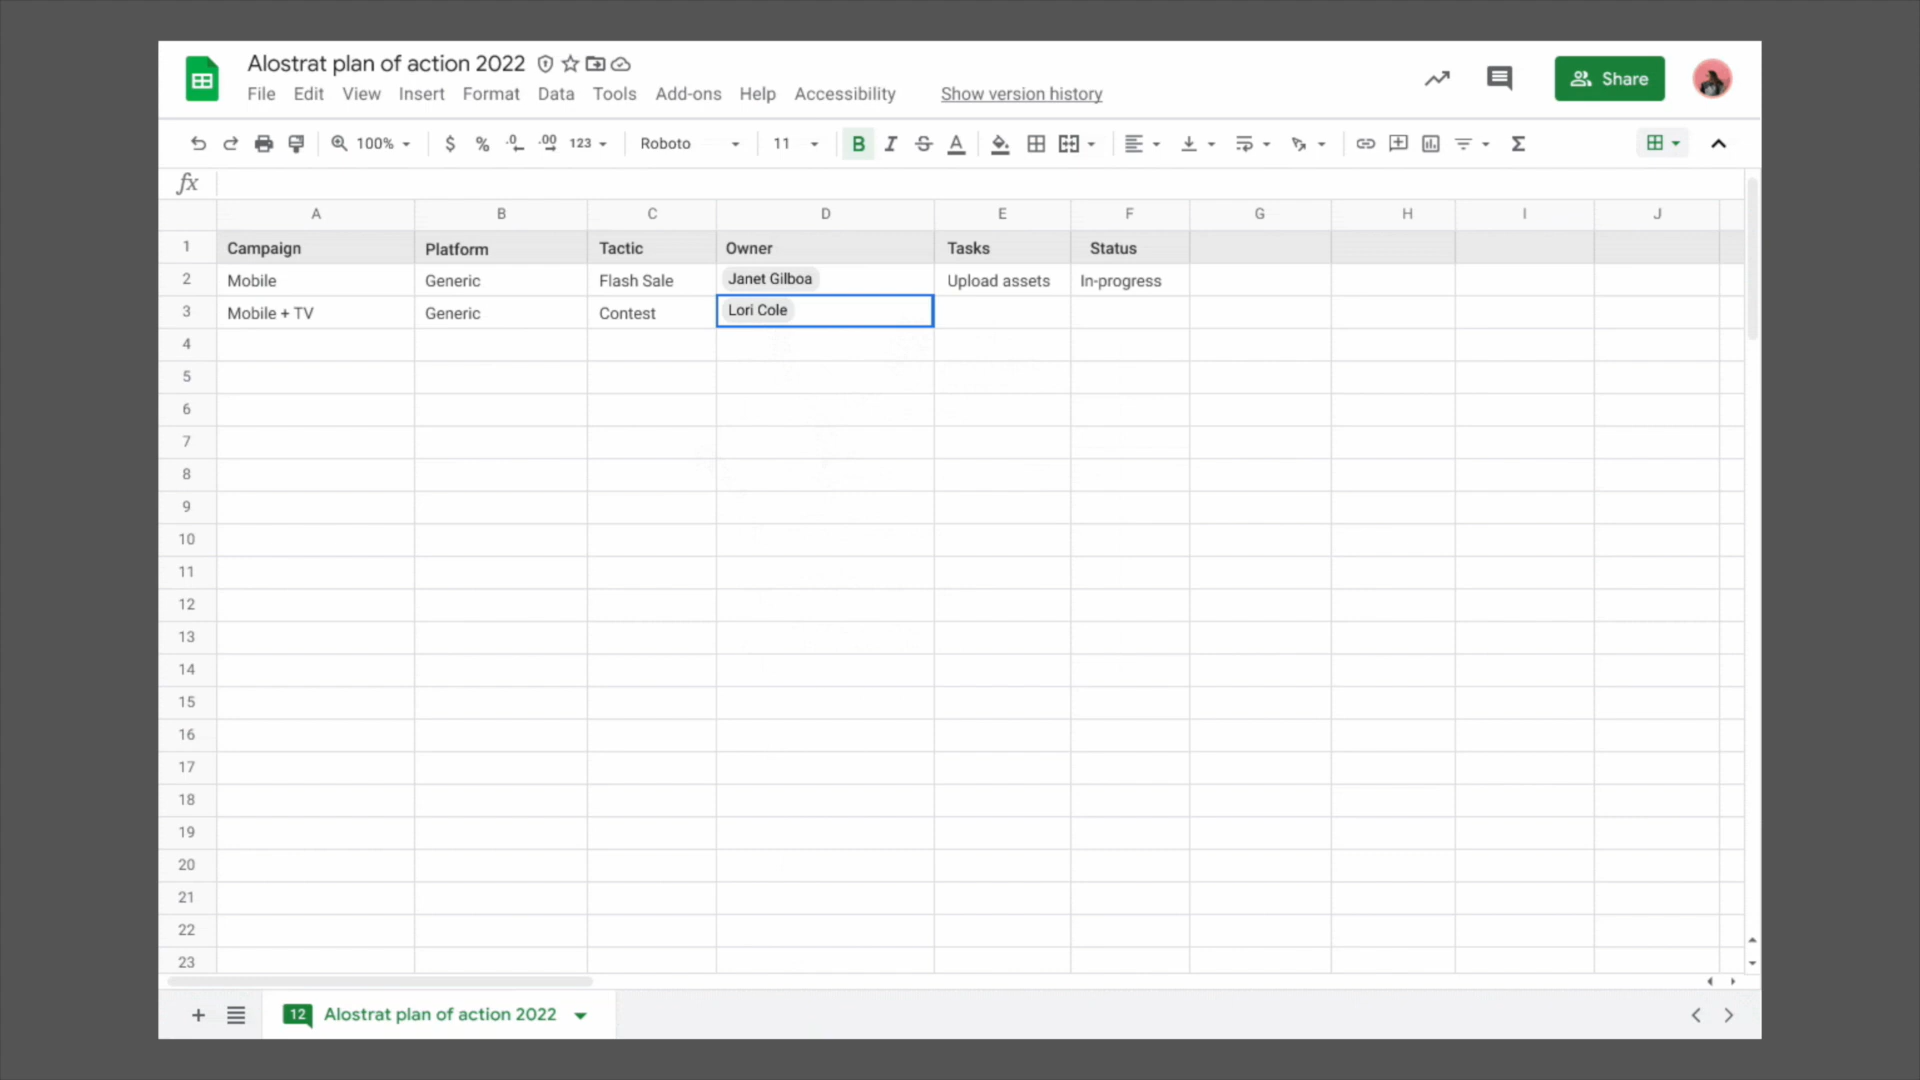 Alostrat plan of action 2022
File Edit View Insert Format Data Tools Add-ons Help Accessibility Show version history
Share
100% $ % .0 .00 123 Roboto 11 B I S A Σ
fx
A B C D E F G H I J
1 Campaign Platform Tactic Owner Tasks Status
2 Mobile Generic Flash Sale Janet Gilboa Upload assets In-progress
3 Mobile + TV Generic Contest Lori Cole
4
5
6
7
8
9
10
11
12
13
14
15
16
17
18
19
20
21
22
23
12 Alostrat plan of action 2022